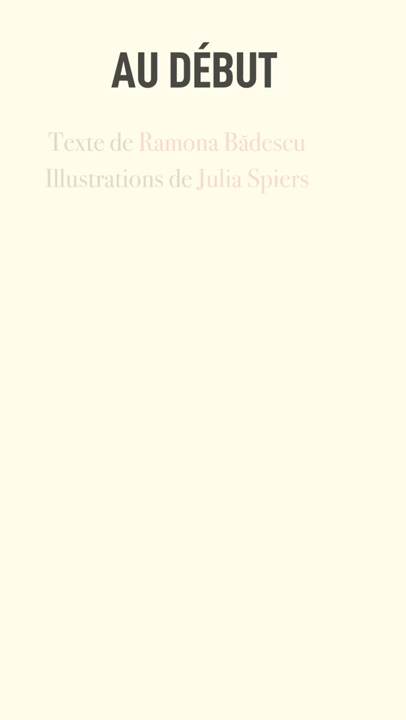 AU DÉBUT
Texte de Ramona Bădescu
Illustrations de Julia Spiers